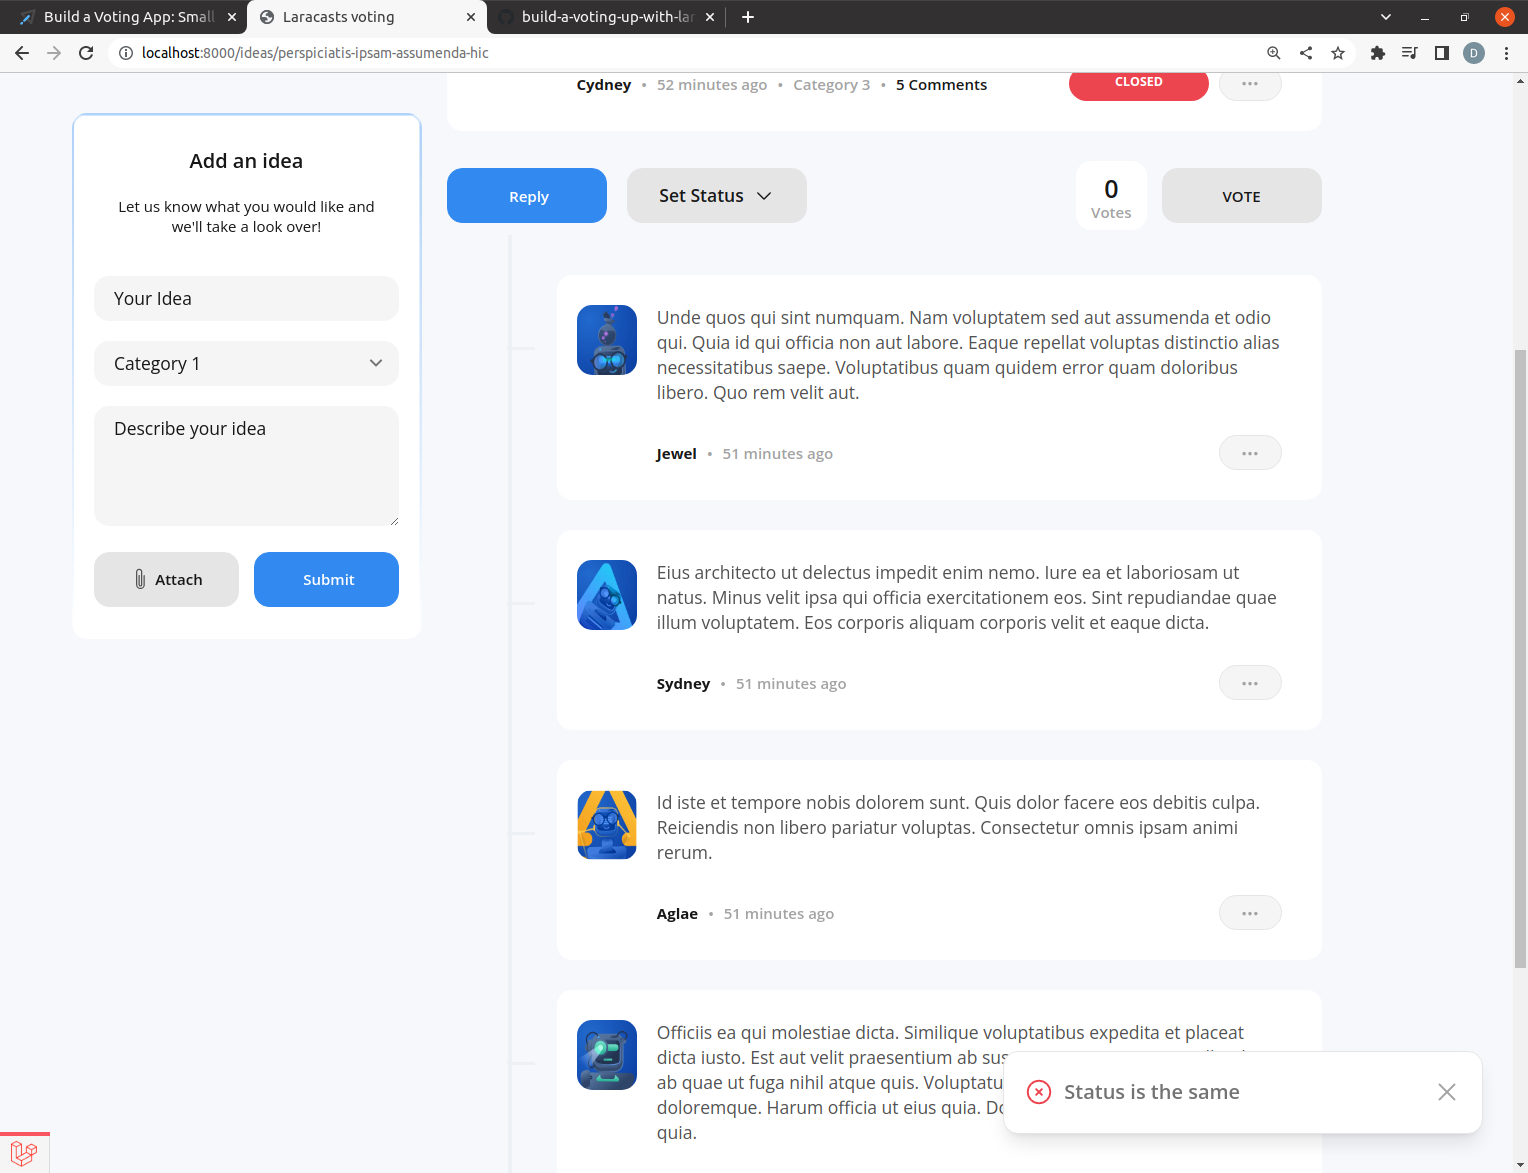 Build a Voting App: Small
Laracasts voting
build-a-voting-up-with-lar
localhost:8000/ideas/perspiciatis-ipsam-assumenda-hic
D
Cydney • 52 minutes ago • Category 3 • 5 Comments
CLOSED
Add an idea
Let us know what you would like and
we'll take a look over!
Your Idea
Category 1
Describe your idea
Attach
Submit
Reply
Set Status
0
Votes
VOTE
Unde quos qui sint numquam. Nam voluptatem sed aut assumenda et odio
qui. Quia id qui officia non aut labore. Eaque repellat voluptas distinctio alias
necessitatibus saepe. Voluptatibus quam quidem error quam doloribus
libero. Quo rem velit aut.
Jewel • 51 minutes ago
Eius architecto ut delectus impedit enim nemo. Iure ea et laboriosam ut
natus. Minus velit ipsa qui officia exercitationem eos. Sint repudiandae quae
illum voluptatem. Eos corporis aliquam corporis velit et eaque dicta.
Sydney • 51 minutes ago
Id iste et tempore nobis dolorem sunt. Quis dolor facere eos debitis culpa.
Reiciendis non libero pariatur voluptas. Consectetur omnis ipsam animi
rerum.
Aglae • 51 minutes ago
Officiis ea qui molestiae dicta. Similique voluptatibus expedita et placeat
dicta iusto. Est aut velit praesentium ab
ab quae ut fuga nihil atque quis.
doloremque. Harum officia ut eius quia.
quia.
Status is the same